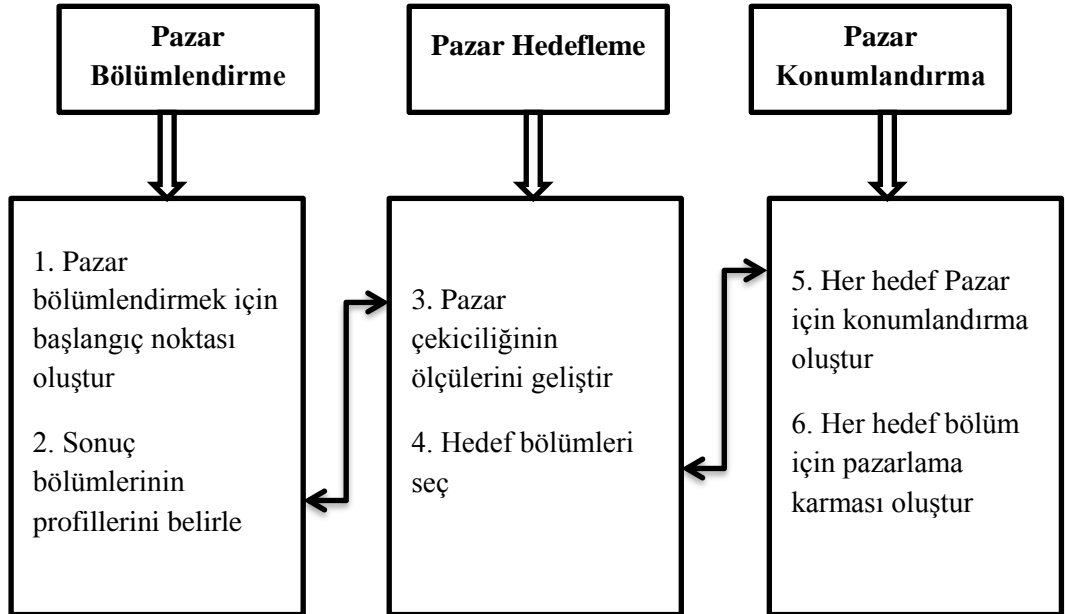 Pazar
Bölümlendirme
Pazar Hedefleme
Pazar
Konumlandırma
1. Pazar
bölümlendirmek için
başlangıç noktası
oluştur
2. Sonuç
bölümlerinin
profillerini belirle
3. Pazar
çekiciliğinin
ölçülerini geliştir
4. Hedef bölümleri
seç
5. Her hedef Pazar
için konumlandırma
oluştur
6. Her hedef bölüm
için pazarlama
karması oluştur